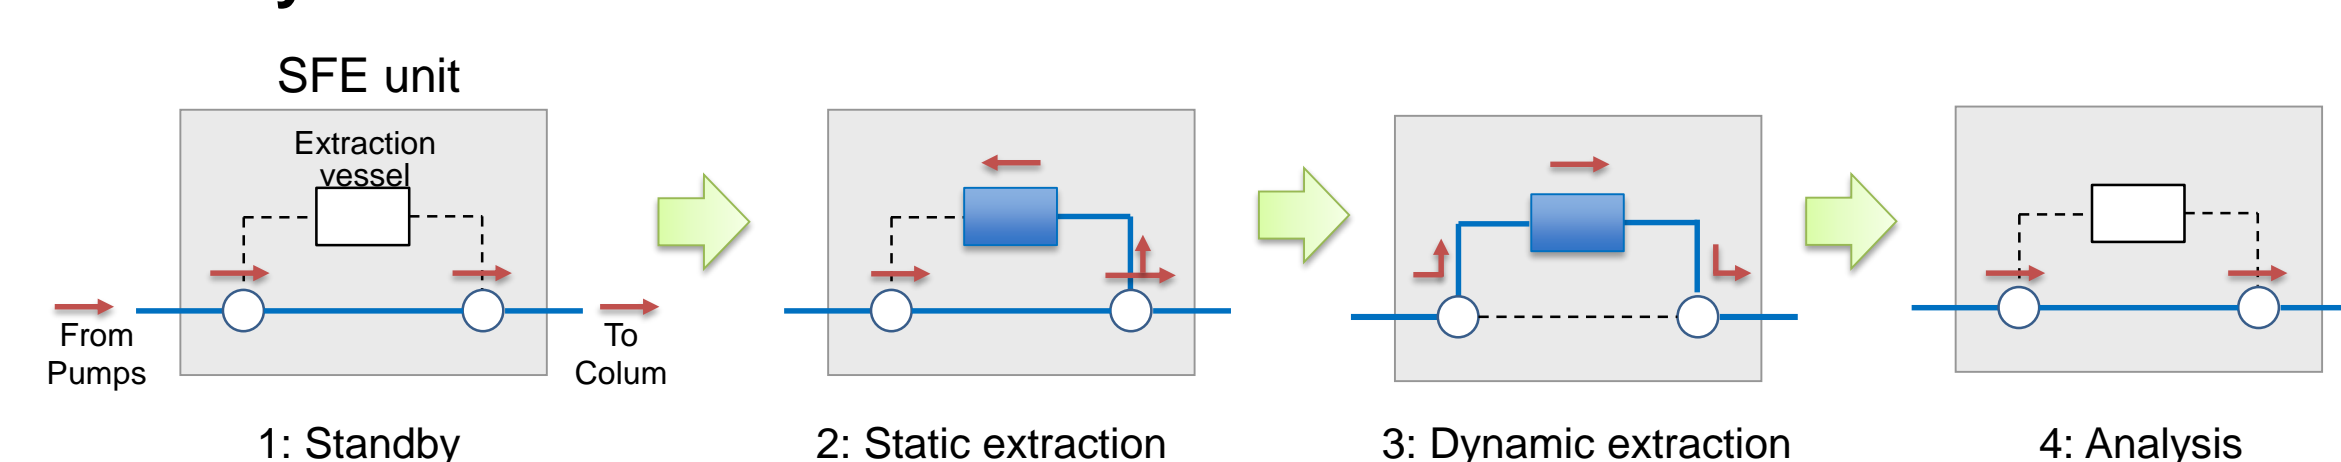 SFE unit
Extraction
vessel
From
Pumps
To
Colum
1: Standby
2: Static extraction
3: Dynamic extraction
4: Analysis